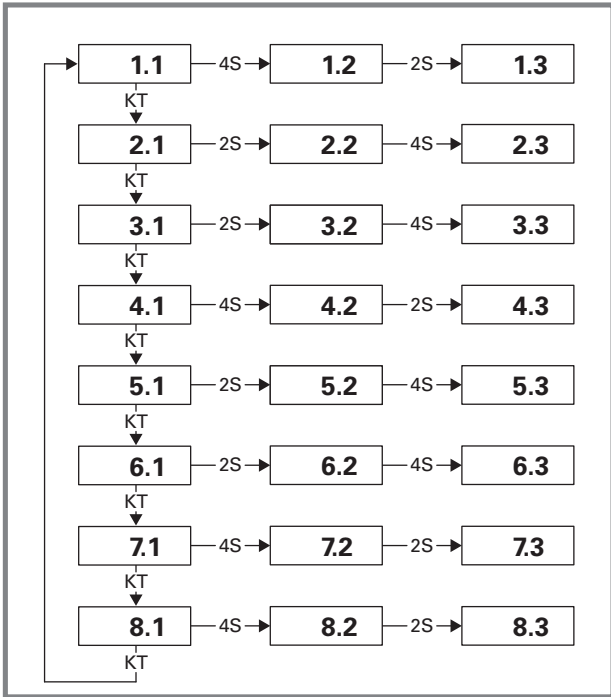 1.1 4S 1.2 2S 1.3
KT
2.1 2S 2.2 4S 2.3
KT
3.1 2S 3.2 4S 3.3
KT
4.1 4S 4.2 2S 4.3
KT
5.1 2S 5.2 4S 5.3
KT
6.1 2S 6.2 4S 6.3
KT
7.1 4S 7.2 2S 7.3
KT
8.1 4S 8.2 2S 8.3
KT